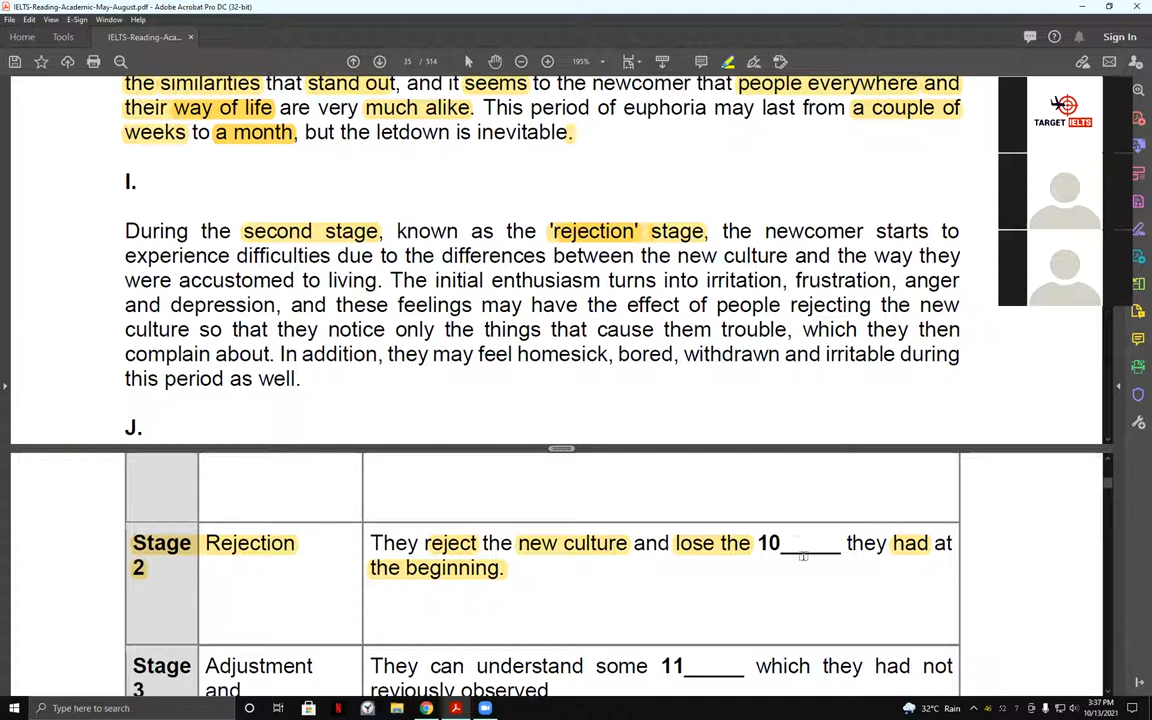 IELTS-Reading-Academic-May-August.pdf - Adobe Acrobat Pro DC (32-bit)
File Edit View E-Sign Window Help
Home Tools IELTS-Reading-Aca... × Sign In
35 / 514 195%
the similarities that stand out, and it seems to the newcomer that people everywhere and
their way of life are very much alike. This period of euphoria may last from a couple of
weeks to a month, but the letdown is inevitable.
TARGET IELTS
I.
During the second stage, known as the 'rejection' stage, the newcomer starts to
experience difficulties due to the differences between the new culture and the way they
were accustomed to living. The initial enthusiasm turns into irritation, frustration, anger
and depression, and these feelings may have the effect of people rejecting the new
culture so that they notice only the things that cause them trouble, which they then
complain about. In addition, they may feel homesick, bored, withdrawn and irritable during
this period as well.
J.
Stage 2 Rejection They reject the new culture and lose the 10______ they had at
the beginning.
Stage 3 Adjustment and They can understand some 11______ which they had not
reviously observed
Type here to search
32°C Rain 46 52 7 3:37 PM
10/13/2021